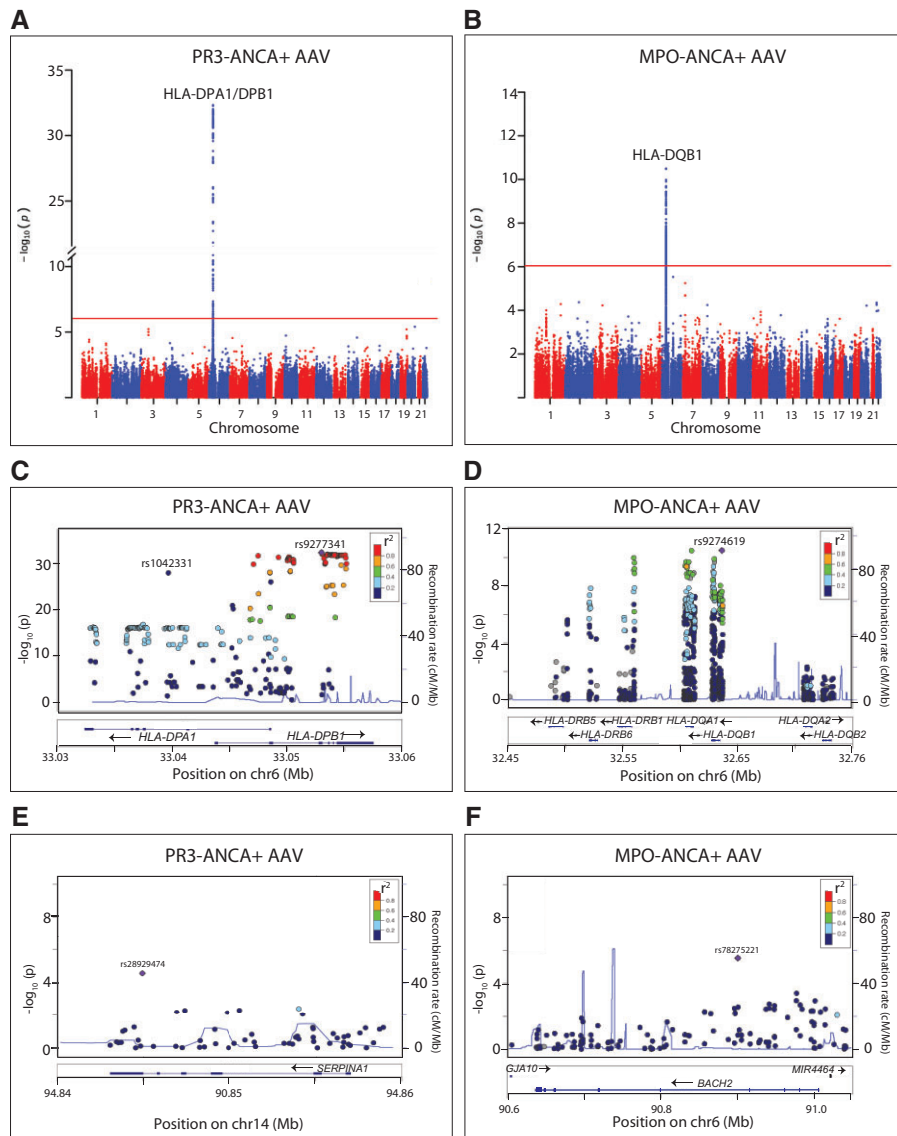 A
PR3-ANCA+ AAV
HLA-DPA1/DPB1
35
30
25
10
5
− log10 (p)
1 3 5 7 9 11 13 15 17 19 21
Chromosome
B
MPO-ANCA+ AAV
HLA-DQB1
14
12
10
8
6
4
2
− log10 (p)
1 3 5 7 9 11 13 15 17 19 21
Chromosome
C
PR3-ANCA+ AAV
rs1042331
rs9277341
r2
0.8
0.6
0.4
0.2
30
20
10
0
-log10 (p)
80
40
0
Recombination rate (cM/Mb)
HLA-DPA1
HLA-DPB1
33.03 33.04 33.05 33.06
Position on chr6 (Mb)
D
MPO-ANCA+ AAV
rs9274619
r2
0.8
0.6
0.4
0.2
12
8
4
0
-log10 (p)
80
40
0
Recombination rate (cM/Mb)
HLA-DRB5 HLA-DRB1 HLA-DQA1 HLA-DQA2
HLA-DRB6 HLA-DQB1 HLA-DQB2
32.45 32.55 32.65 32.76
Position on chr6 (Mb)
E
PR3-ANCA+ AAV
rs28929474
r2
0.8
0.6
0.4
0.2
8
4
0
-log10 (p)
80
40
0
Recombination rate (cM/Mb)
SERPINA1
94.84 90.85 94.86
Position on chr14 (Mb)
F
MPO-ANCA+ AAV
rs78275221
r2
0.8
0.6
0.4
0.2
8
4
0
-log10 (p)
80
40
0
Recombination rate (cM/Mb)
GJA10 MIR4464
BACH2
90.6 90.8 91.0
Position on chr6 (Mb)